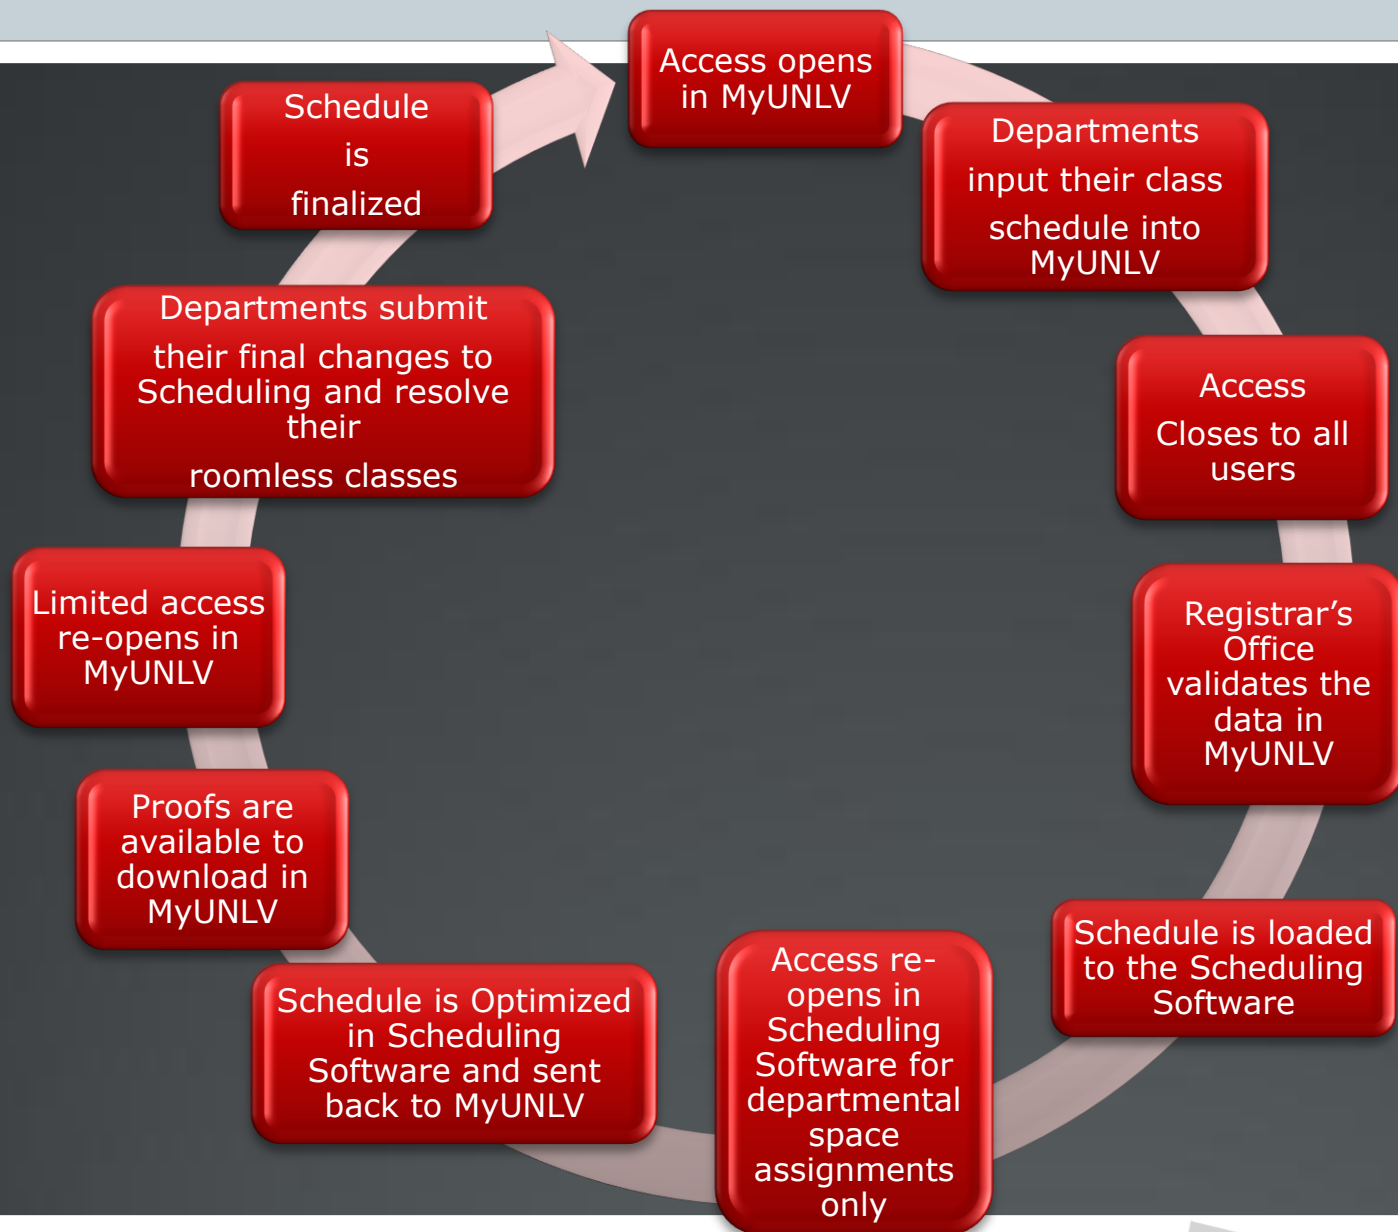 Access opens
in MyUNLV
Departments
input their class
schedule into
MyUNLV
Access
Closes to all
users
Registrar’s
Office
validates the
data in
MyUNLV
Schedule is loaded
to the Scheduling
Software
Access re-
opens in
Scheduling
Software for
departmental
space
assignments
only
Schedule is Optimized
in Scheduling
Software and sent
back to MyUNLV
Proofs are
available to
download in
MyUNLV
Limited access
re-opens in
MyUNLV
Departments submit
their final changes to
Scheduling and resolve
their
roomless classes
Schedule
is
finalized